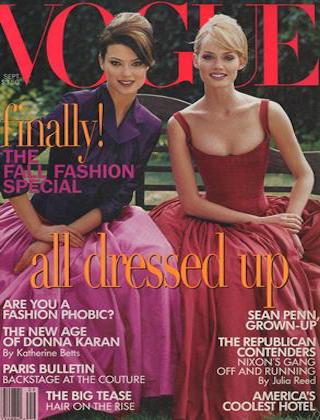 VOGUE
SEPT
finally!
THE
FALL FASHION
SPECIAL
all dressed up
ARE YOU A
FASHION PHOBIC?
THE NEW AGE
OF DONNA KARAN
By Katherine Betts
PARIS BULLETIN
BACKSTAGE AT THE COUTURE
THE BIG TEASE
HAIR ON THE RISE
SEAN PENN,
GROWN-UP
THE REPUBLICAN
CONTENDERS
NIXON'S GANG
OFF AND RUNNING
By Julia Reed
AMERICA'S
COOLEST HOTEL